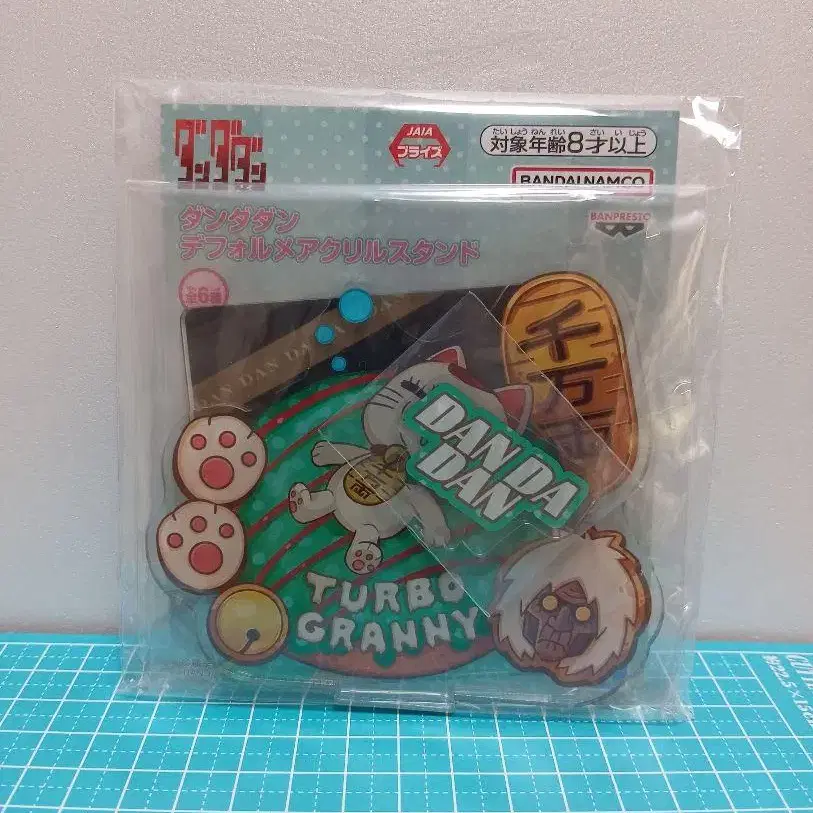 ダンダダン
JAIA
プライズ
たいしょうねんれい さいいじょう
対象年齢8才以上
BANDAI NAMCO
BANPRESTO
ダンダダン
デフォルメアクリルスタンド
全6種
DAN DAN DA
千万両
DAN DA
DAN
TURBO
GRANNY